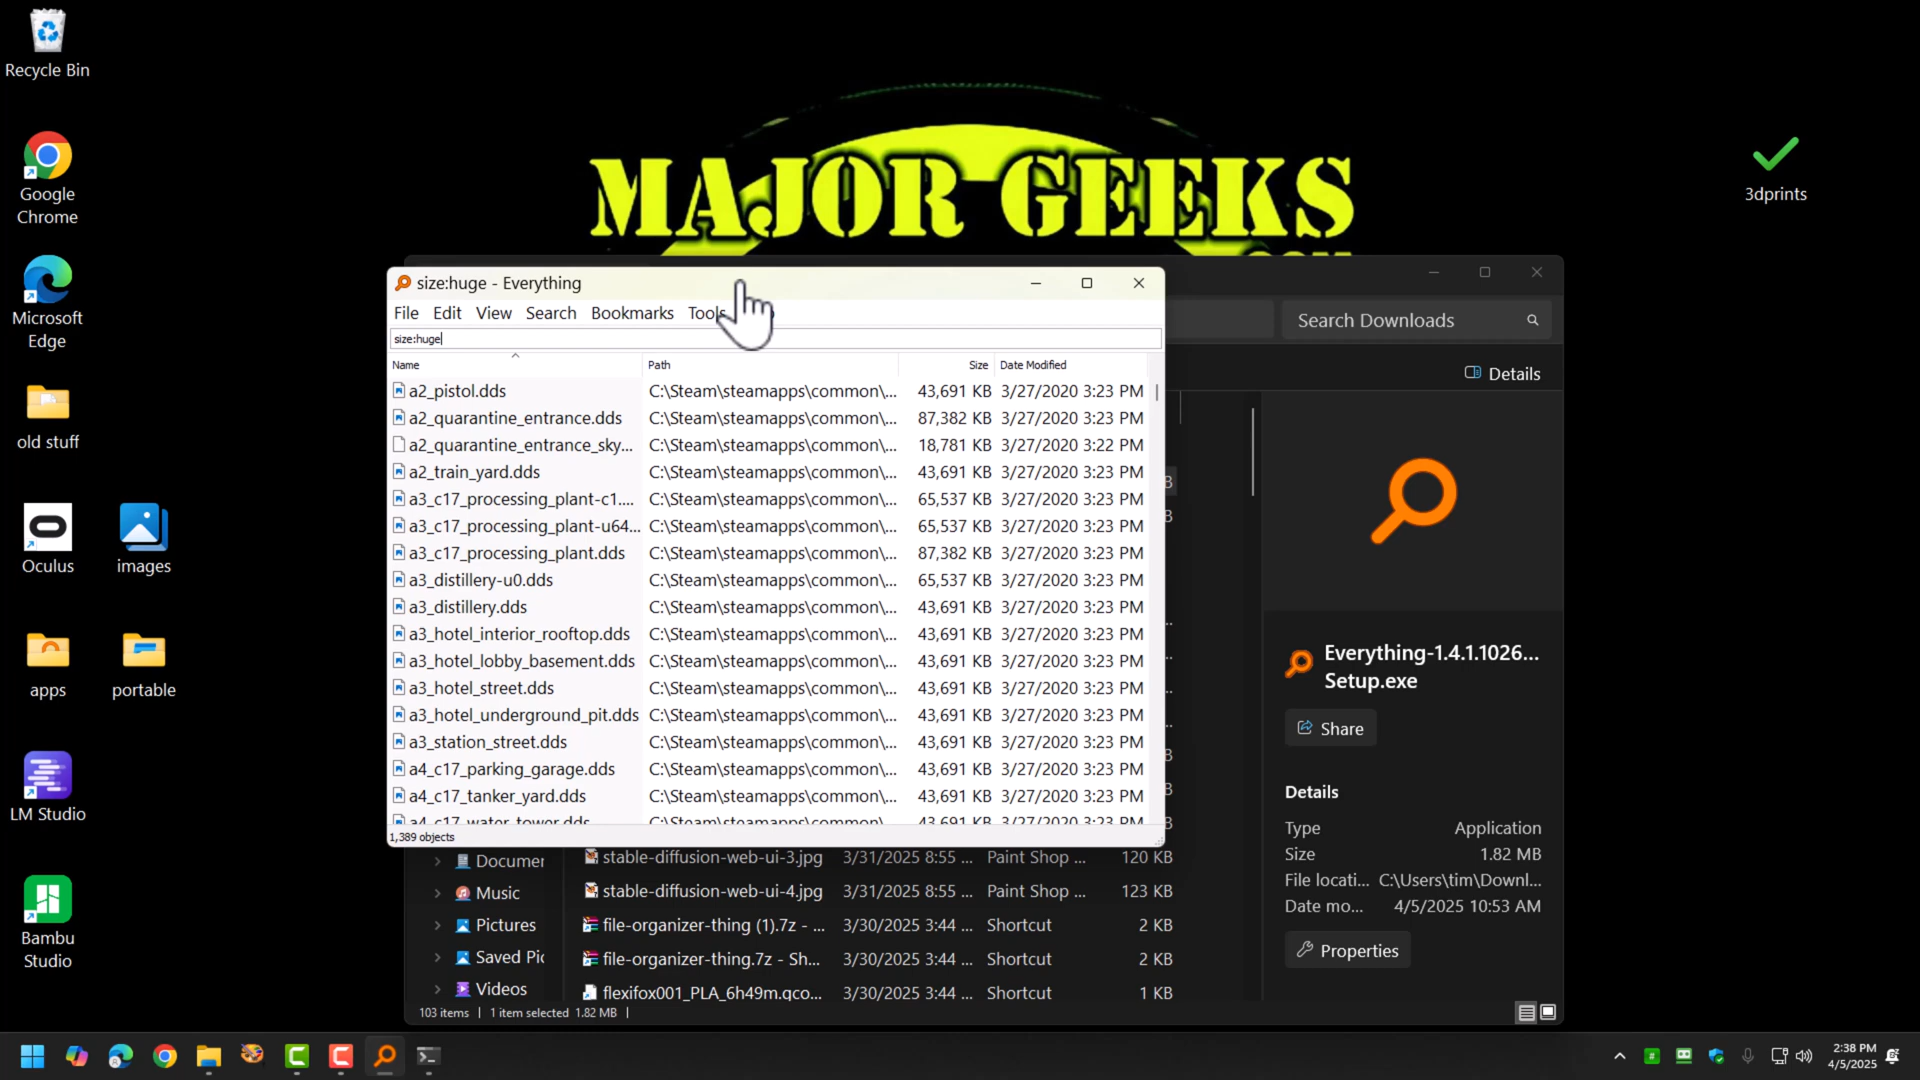 Recycle Bin
Google
Chrome
Microsoft
Edge
old stuff
Oculus
images
apps
portable
LM Studio
Bambu
Studio
MAJOR GEEKS
.COM
3dprints
size:huge - Everything
File Edit View Search Bookmarks Tools
size:huge
Name Path Size Date Modified
a2_pistol.dds C:\Steam\steamapps\common\... 43,691 KB 3/27/2020 3:23 PM
a2_quarantine_entrance.dds C:\Steam\steamapps\common\... 87,382 KB 3/27/2020 3:23 PM
a2_quarantine_entrance_sky... C:\Steam\steamapps\common\... 18,781 KB 3/27/2020 3:22 PM
a2_train_yard.dds C:\Steam\steamapps\common\... 43,691 KB 3/27/2020 3:23 PM
a3_c17_processing_plant-c1.... C:\Steam\steamapps\common\... 65,537 KB 3/27/2020 3:23 PM
a3_c17_processing_plant-u64... C:\Steam\steamapps\common\... 65,537 KB 3/27/2020 3:23 PM
a3_c17_processing_plant.dds C:\Steam\steamapps\common\... 87,382 KB 3/27/2020 3:23 PM
a3_distillery-u0.dds C:\Steam\steamapps\common\... 65,537 KB 3/27/2020 3:23 PM
a3_distillery.dds C:\Steam\steamapps\common\... 43,691 KB 3/27/2020 3:23 PM
a3_hotel_interior_rooftop.dds C:\Steam\steamapps\common\... 43,691 KB 3/27/2020 3:23 PM
a3_hotel_lobby_basement.dds C:\Steam\steamapps\common\... 43,691 KB 3/27/2020 3:23 PM
a3_hotel_street.dds C:\Steam\steamapps\common\... 43,691 KB 3/27/2020 3:23 PM
a3_hotel_underground_pit.dds C:\Steam\steamapps\common\... 43,691 KB 3/27/2020 3:23 PM
a3_station_street.dds C:\Steam\steamapps\common\... 43,691 KB 3/27/2020 3:23 PM
a4_c17_parking_garage.dds C:\Steam\steamapps\common\... 43,691 KB 3/27/2020 3:23 PM
a4_c17_tanker_yard.dds C:\Steam\steamapps\common\... 43,691 KB 3/27/2020 3:23 PM
a4_c17_water_tower.dds C:\Steam\steamapps\common\... 43,691 KB 3/27/2020 3:23 PM
1,389 objects
Search Downloads
Details
Everything-1.4.1.1026...
Setup.exe
Share
Details
Type Application
Size 1.82 MB
File locati... C:\Users\tim\Downl...
Date mo... 4/5/2025 10:53 AM
Properties
Documer
Music
Pictures
Saved Pic
Videos
stable-diffusion-web-ui-3.jpg 3/31/2025 8:55 ... Paint Shop ... 120 KB
stable-diffusion-web-ui-4.jpg 3/31/2025 8:55 ... Paint Shop ... 123 KB
file-organizer-thing (1).7z - ... 3/30/2025 3:44 ... Shortcut 2 KB
file-organizer-thing.7z - Sh... 3/30/2025 3:44 ... Shortcut 2 KB
flexifox001_PLA_6h49m.gco... 3/30/2025 3:44 ... Shortcut 1 KB
103 items | 1 item selected 1.82 MB |
2:38 PM
4/5/2025